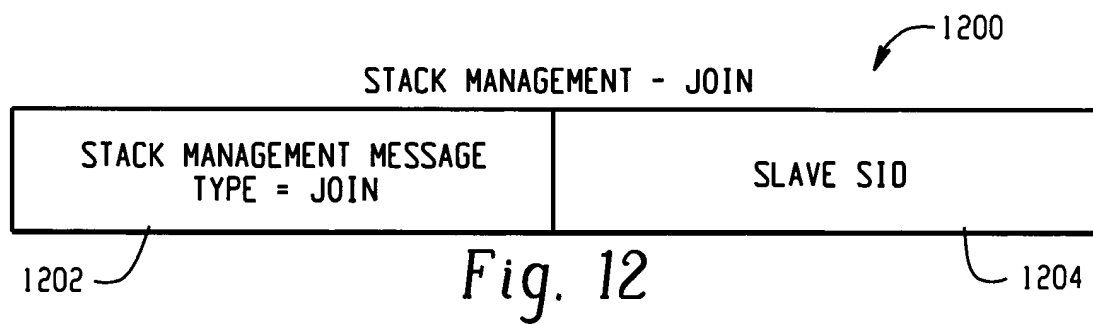 1200
STACK MANAGEMENT - JOIN
STACK MANAGEMENT MESSAGE
TYPE = JOIN
SLAVE SID
1202
Fig. 12
1204